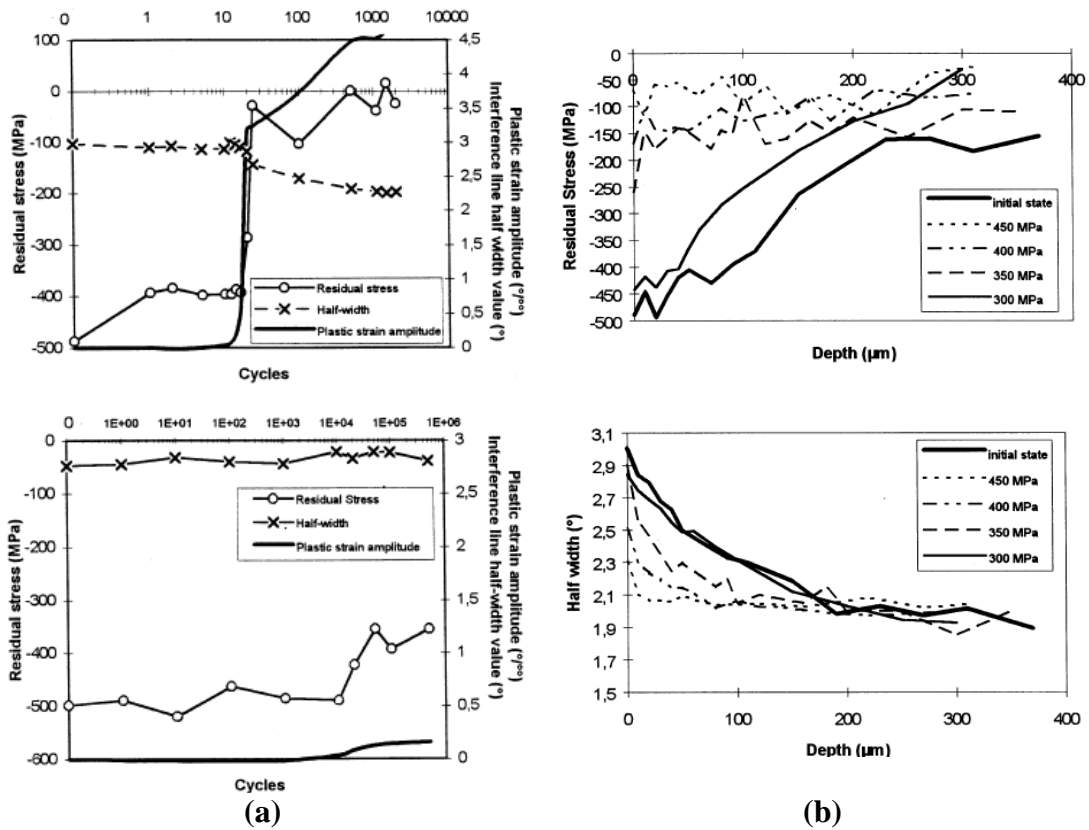 0 1 10 100 1000 10000
100
0
-100
-200
-300
-400
-500
4,5
4
3,5
3
2,5
2
1,5
1
0,5
0
Residual stress (MPa)
Plastic strain amplitude (°/°°)
Interference line half width value (°)
Residual stress
Half-width
Plastic strain amplitude
Cycles
0
-50
-100
-150
-200
-250
-300
-350
-400
-450
-500
0 100 200 300 400
Residual Stress (MPa)
initial state
450 MPa
400 MPa
350 MPa
300 MPa
Depth (µm)
0 1E+00 1E+01 1E+02 1E+03 1E+04 1E+05 1E+06
0
-100
-200
-300
-400
-500
-600
3
2,5
2
1,5
1
0,5
0
Residual stress (MPa)
Plastic strain amplitude (°/°°)
Interference line half-width value (°)
Residual Stress
Half-width
Plastic strain amplitude
Cycles
(a)
3,1
2,9
2,7
2,5
2,3
2,1
1,9
1,7
1,5
Half width (°)
initial state
450 MPa
400 MPa
350 MPa
300 MPa
0 100 200 300 400
Depth (µm)
(b)